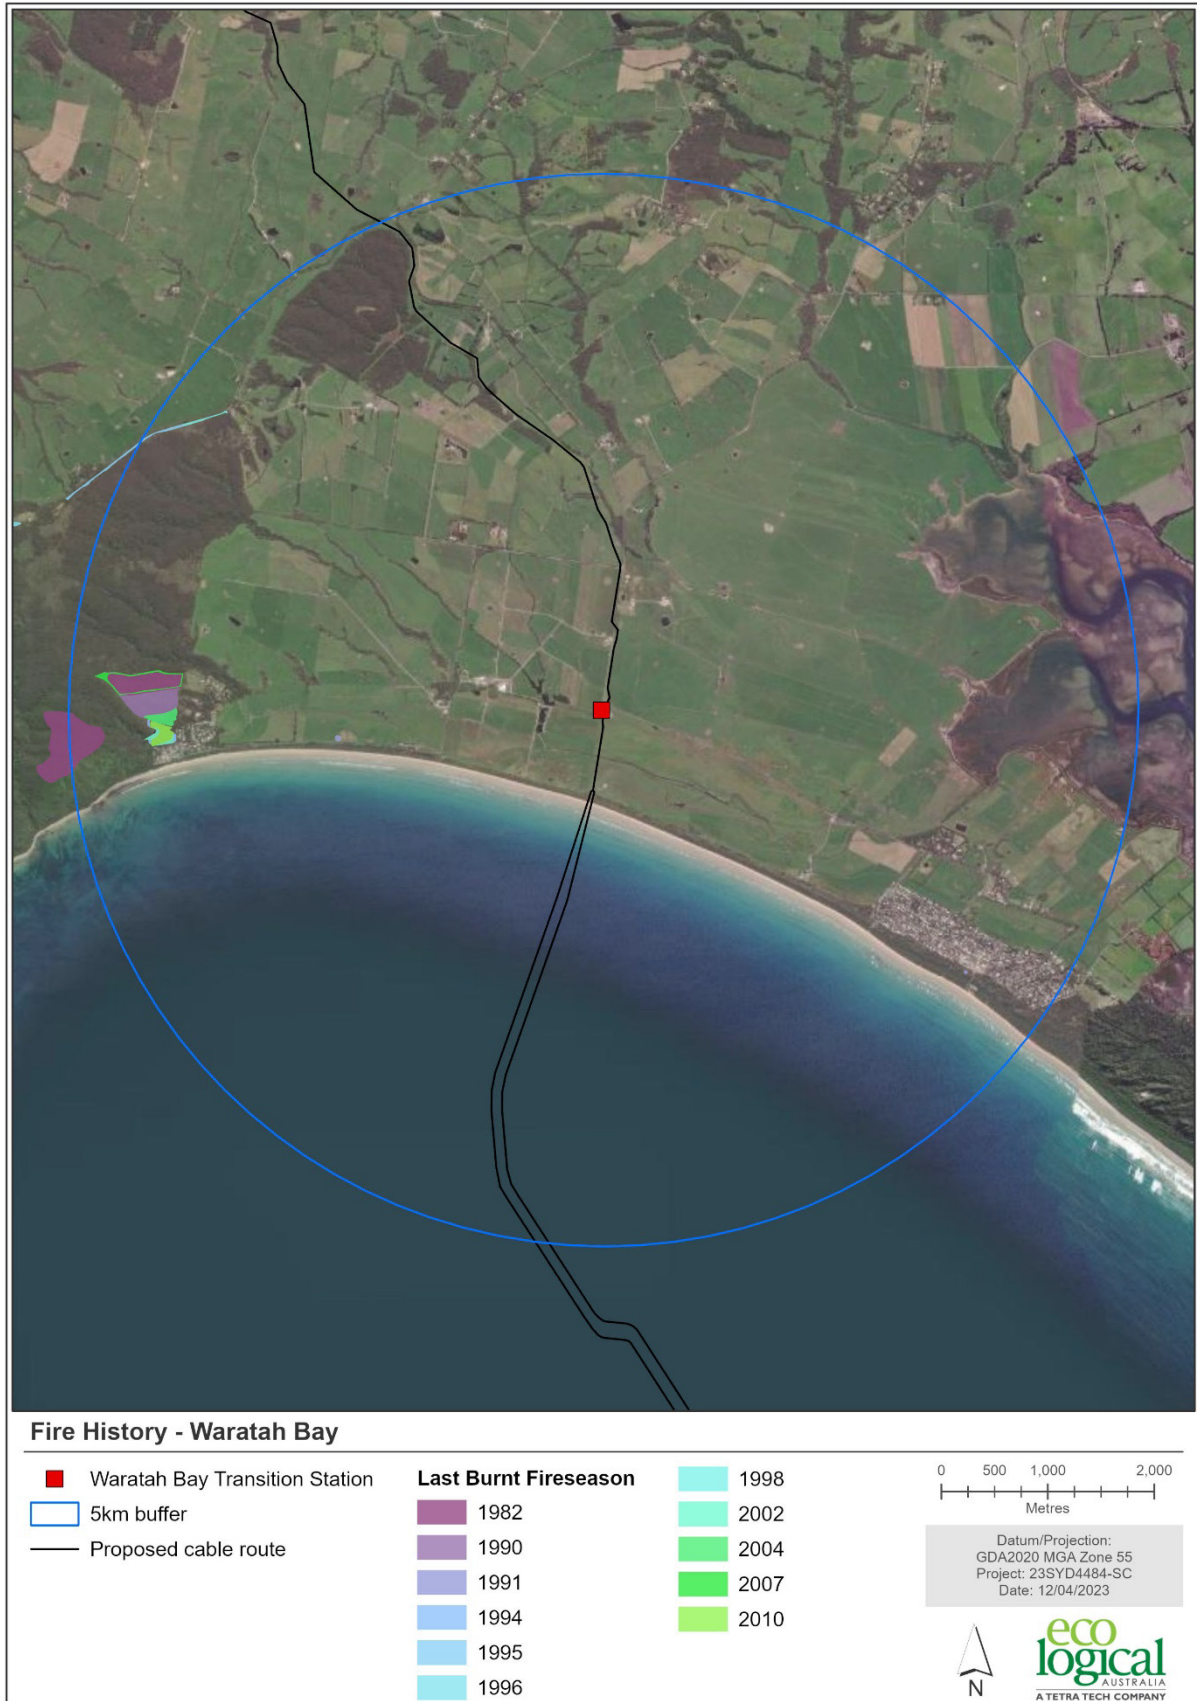 Fire History - Waratah Bay
Waratah Bay Transition Station
5km buffer
Proposed cable route
Last Burnt Fireseason
1982
1990
1991
1994
1995
1996
1998
2002
2004
2007
2010
0 500 1,000 2,000
Metres
Datum/Projection:
GDA2020 MGA Zone 55
Project: 23SYD4484-SC
Date: 12/04/2023
N
eco
logical
AUSTRALIA
A TETRA TECH COMPANY